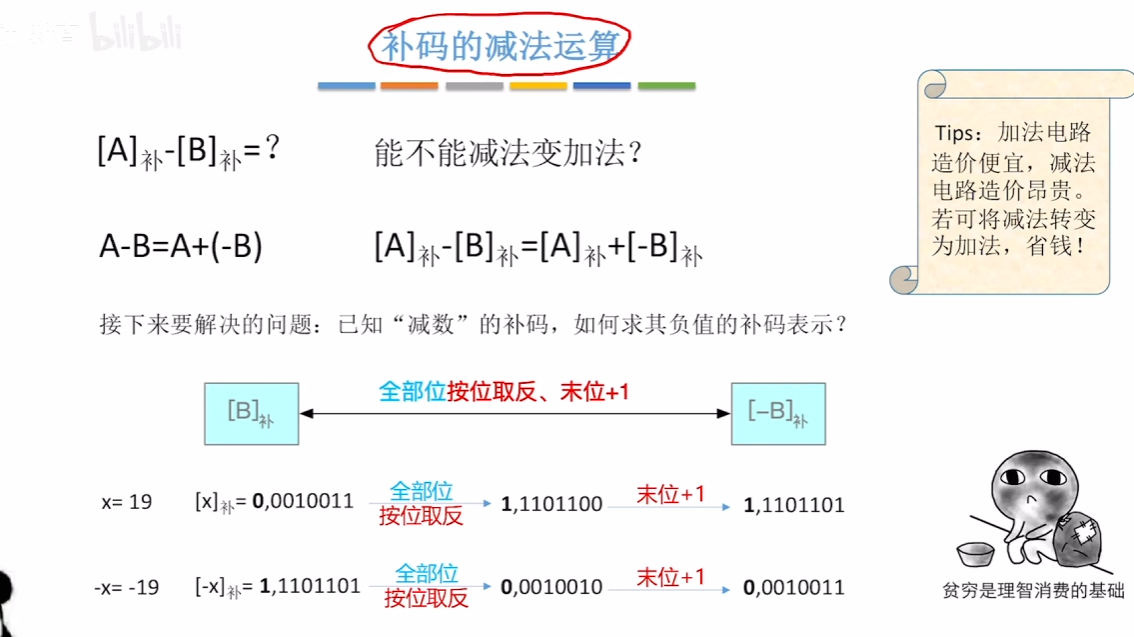 bilibili
补码的减法运算
[A]补-[B]补=？
能不能减法变加法？
Tips：加法电路
造价便宜，减法
电路造价昂贵。
若可将减法转变
为加法，省钱！
A-B=A+(-B)
[A]补-[B]补=[A]补+[-B]补
接下来要解决的问题：已知“减数”的补码，如何求其负值的补码表示？
[B]补
全部位按位取反、末位+1
[-B]补
x= 19
[x]补= 0,0010011
全部位
按位取反
1,1101100
末位+1
1,1101101
-x= -19
[-x]补= 1,1101101
全部位
按位取反
0,0010010
末位+1
0,0010011
贫穷是理智消费的基础